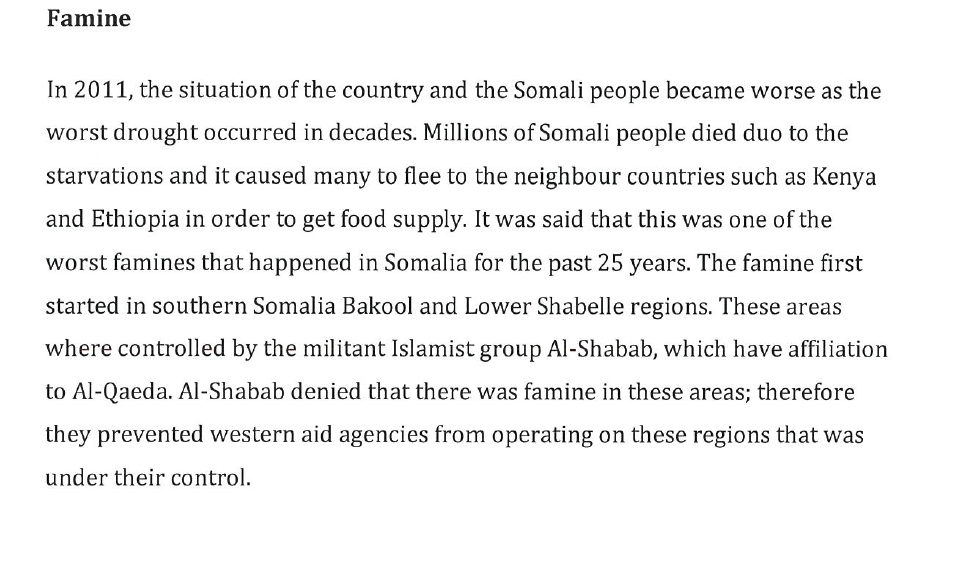 Famine
In 2011, the situation of the country and the Somali people became worse as the
worst drought occurred in decades. Millions of Somali people died duo to the
starvations and it caused many to flee to the neighbour countries such as Kenya
and Ethiopia in order to get food supply. It was said that this was one of the
worst famines that happened in Somalia for the past 25 years. The famine first
started in southern Somalia Bakool and Lower Shabelle regions. These areas
where controlled by the militant Islamist group Al-Shabab, which have affiliation
to Al-Qaeda. Al-Shabab denied that there was famine in these areas; therefore
they prevented western aid agencies from operating on these regions that was
under their control.